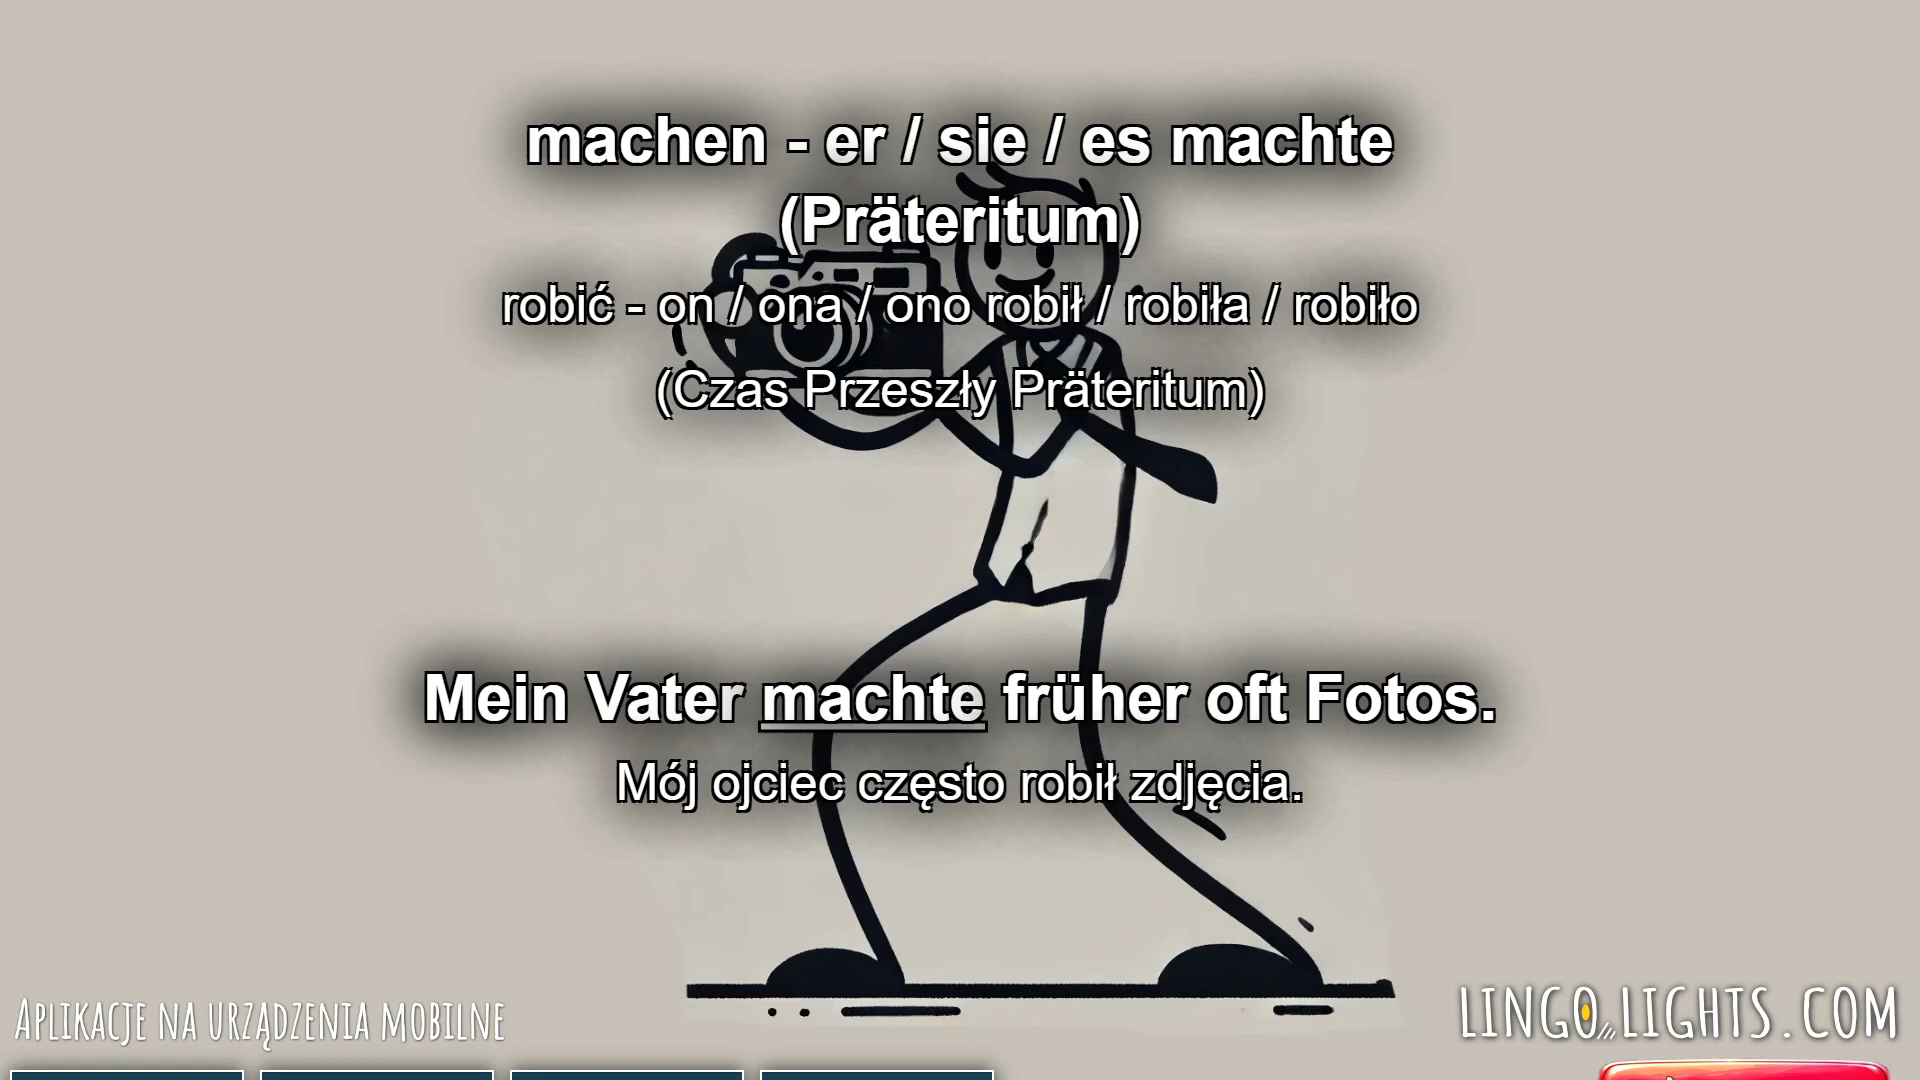 machen - er / sie / es machte
(Präteritum)
robić - on / ona / ono robił / robiła / robiło
(Czas Przeszły Präteritum)
Mein Vater machte früher oft Fotos.
Mój ojciec często robił zdjęcia.
Aplikacje na urządzenia mobilne
LINGO LIGHTS.COM